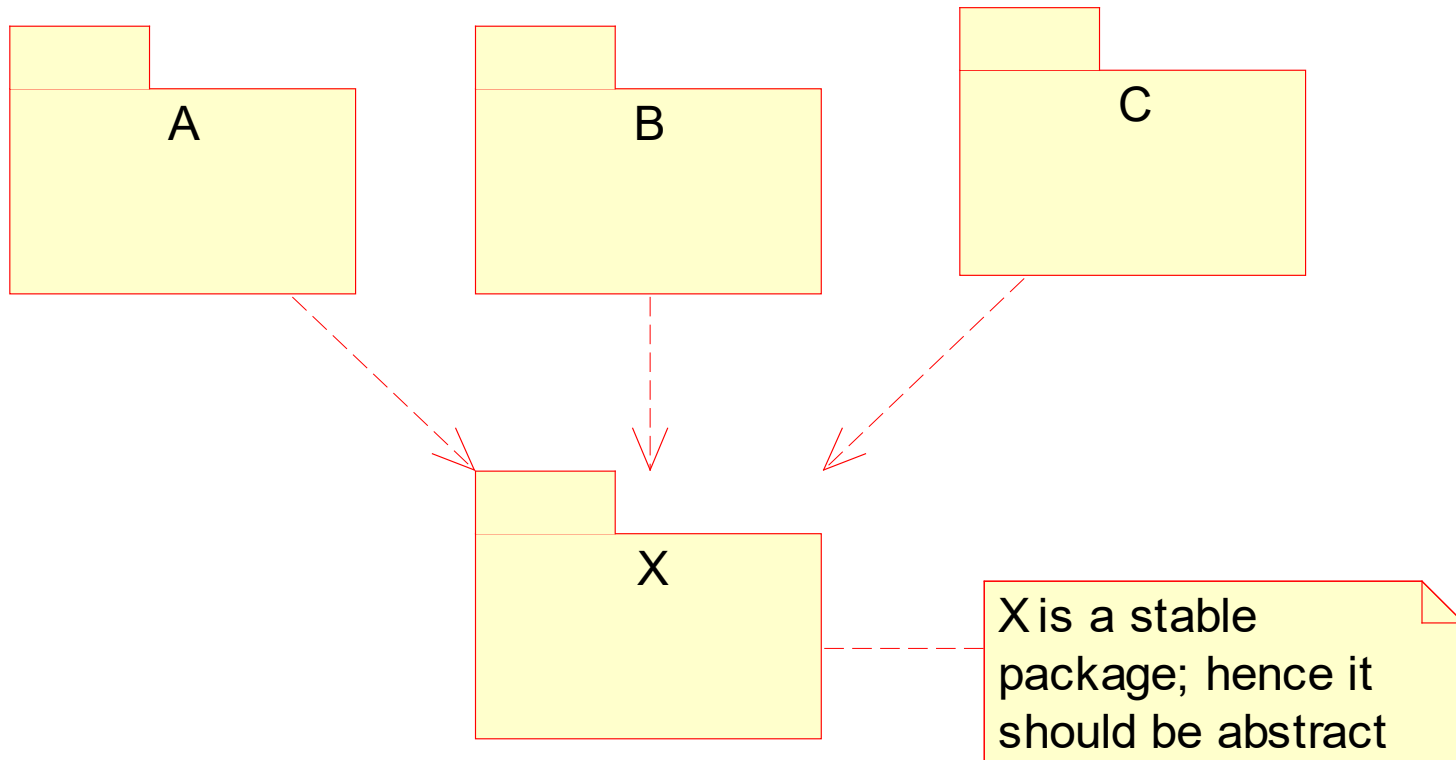 A
B
C
X
X is a stable
package; hence it
should be abstract